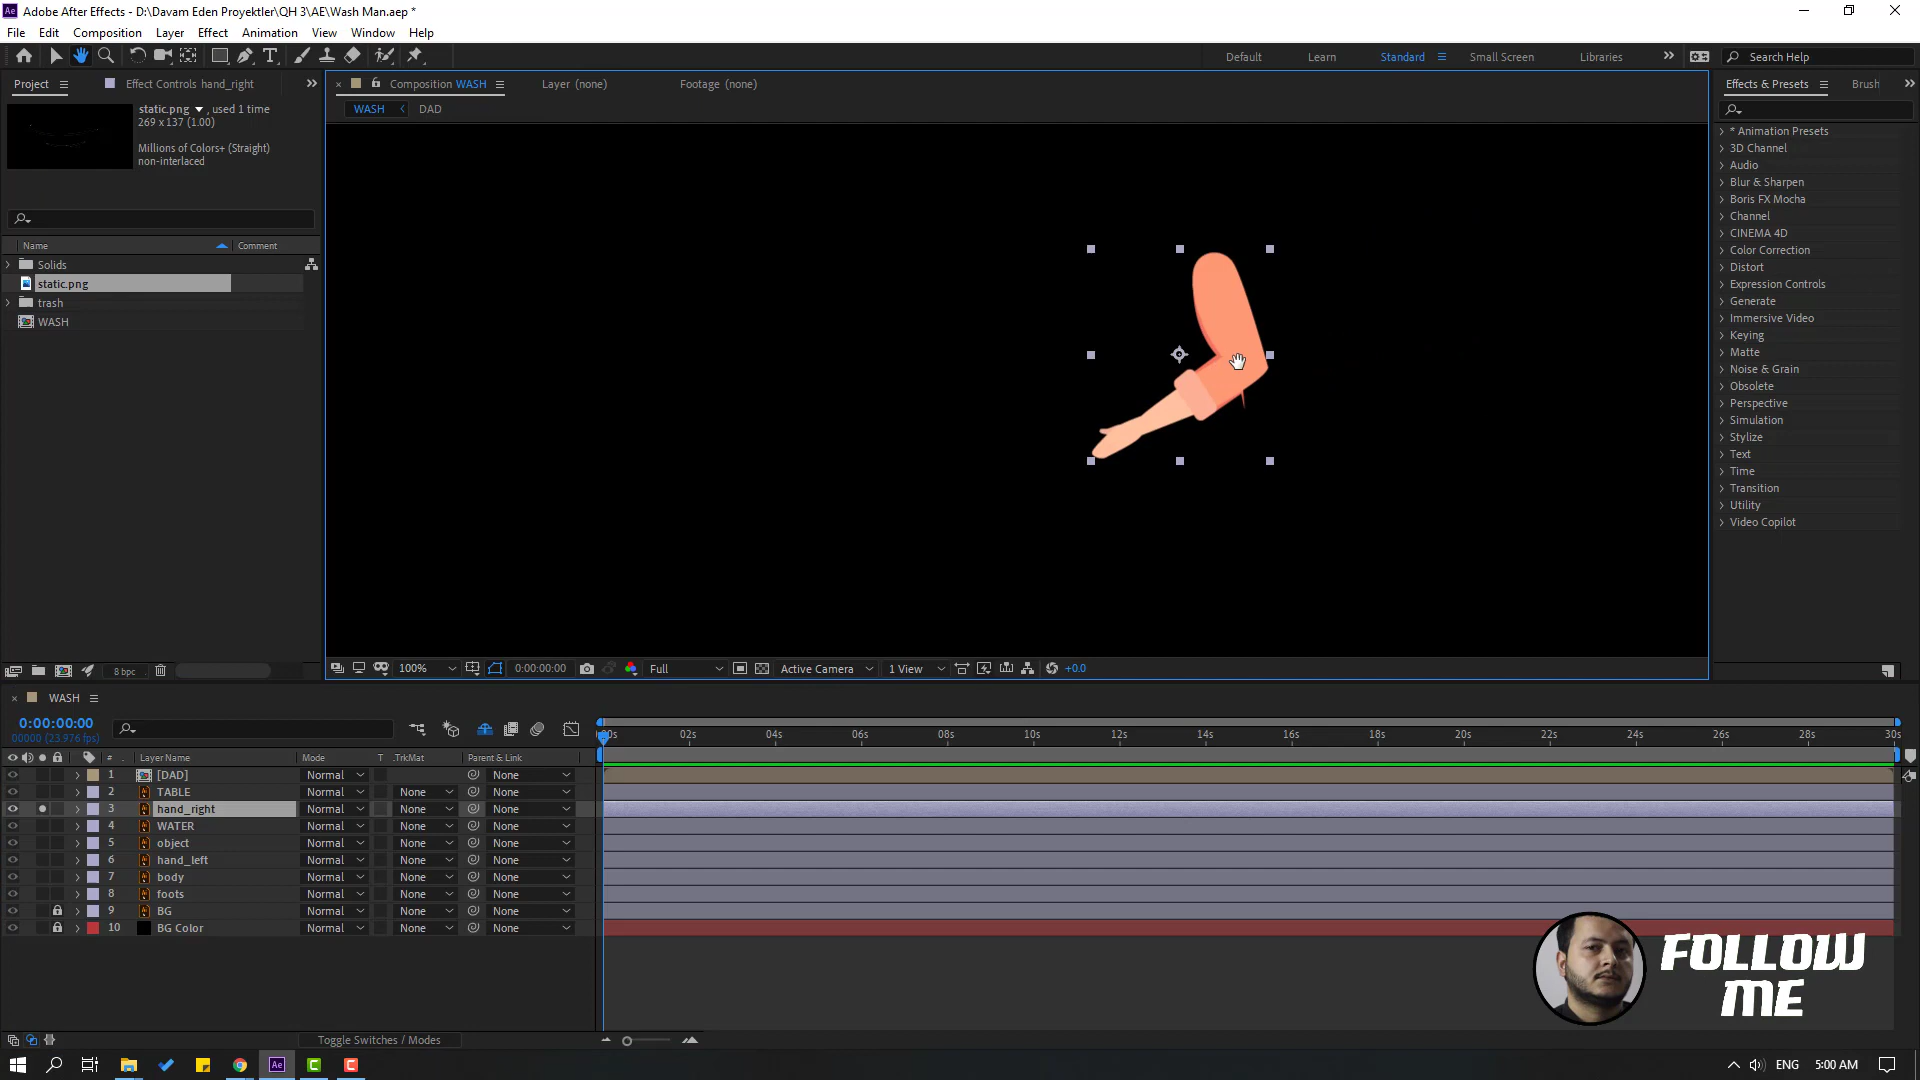 Adobe After Effects - D:\Davam Eden Proyektler\QH 3\AE\Wash Man.aep *
File Edit Composition Layer Effect Animation View Window Help
Default Learn Standard Small Screen Libraries Search Help
Project Effect Controls hand_right
Composition WASH Layer (none) Footage (none)
Effects & Presets Brush
static.png , used 1 time
269 x 137 (1.00)
Millions of Colors+ (Straight)
non-interlaced
WASH DAD
Name Comment
Solids
static.png
trash
WASH
* Animation Presets
3D Channel
Audio
Blur & Sharpen
Boris FX Mocha
Channel
CINEMA 4D
Color Correction
Distort
Expression Controls
Generate
Immersive Video
Keying
Matte
Noise & Grain
Obsolete
Perspective
Simulation
Stylize
Text
Time
Transition
Utility
Video Copilot
8 bpc
100% 0:00:00:00 Full Active Camera 1 View +0.0
WASH
0:00:00:00
00000 (23.976 fps)
00s 02s 04s 06s 08s 10s 12s 14s 16s 18s 20s 22s 24s 26s 28s 30s
# Layer Name Mode T .TrkMat Parent & Link
1 [DAD] Normal None
2 TABLE Normal None None
3 hand_right Normal None None
4 WATER Normal None None
5 object Normal None None
6 hand_left Normal None None
7 body Normal None None
8 foots Normal None None
9 BG Normal None None
10 BG Color Normal None None
Toggle Switches / Modes
FOLLOW
ME
Ae
ENG 5:00 AM